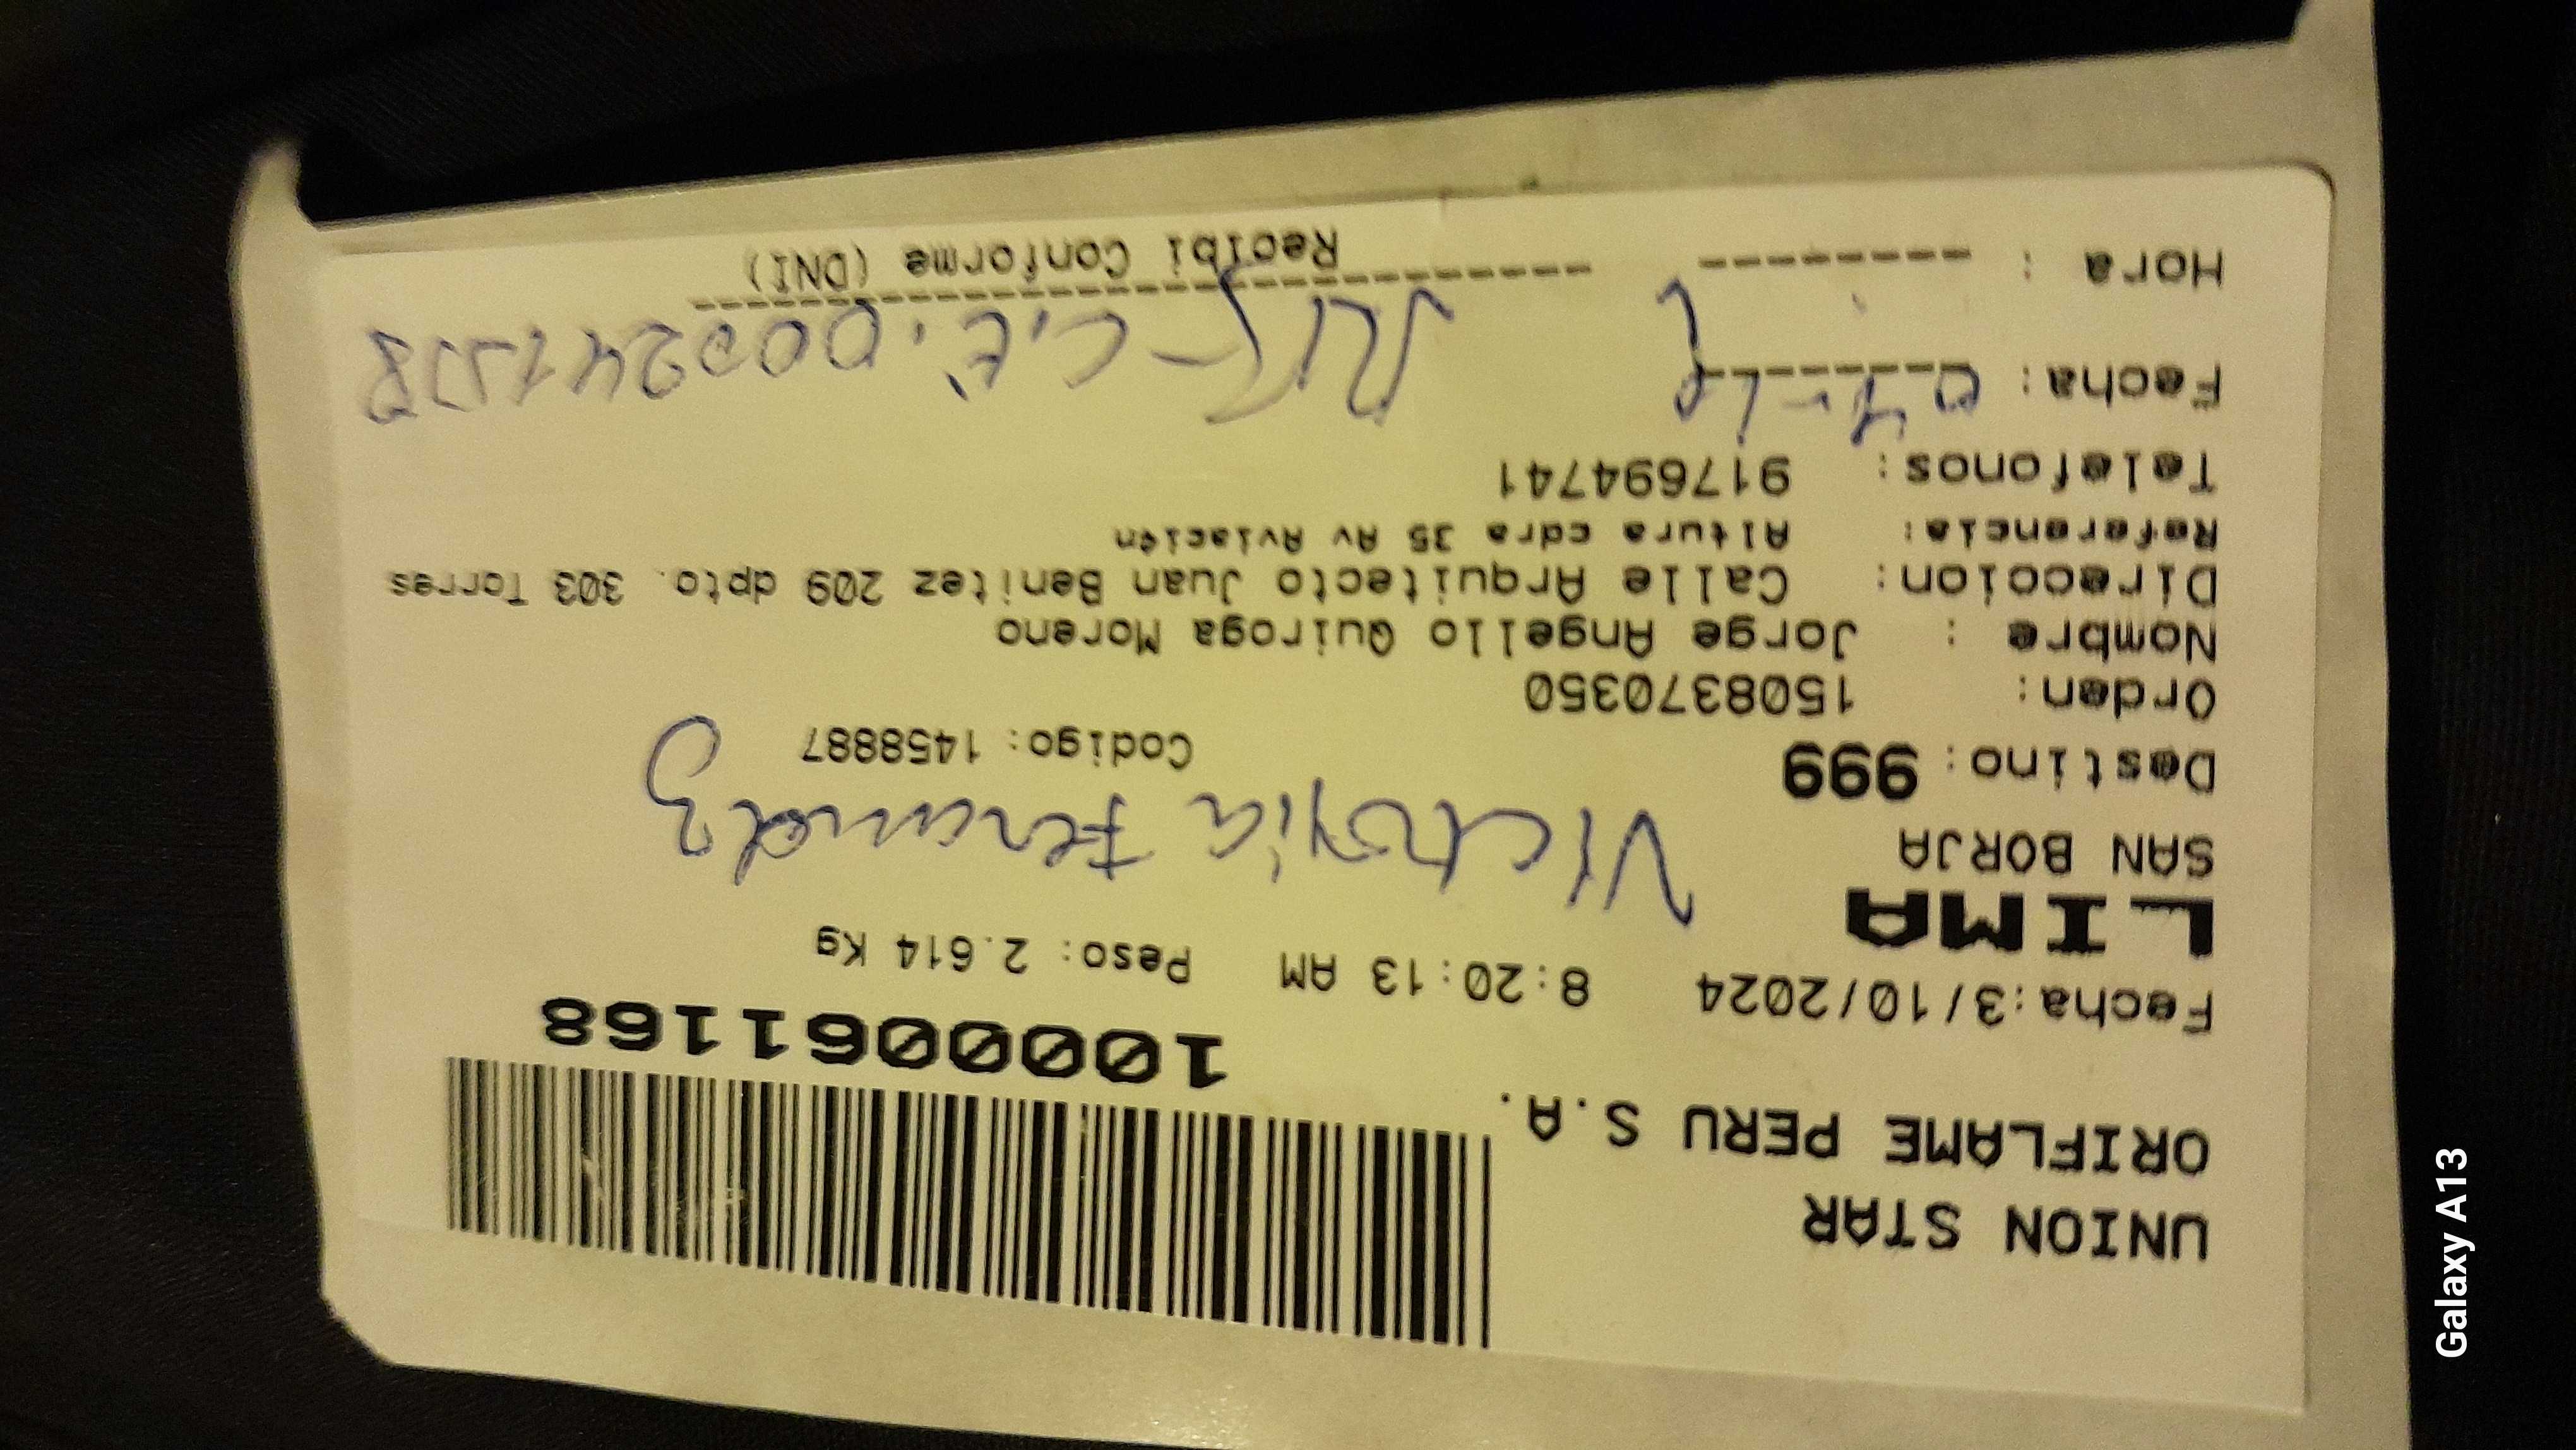 UNION STAR
ORIFLAME PERU S.A.
1000061168
Fecha:3/10/2024 8:20:13 AM Peso: 2.614 Kg
LIMA
SAN BORJA
Victoria
Destino: 999 Codigo: 1458887
Orden: 1508370350
Nombre : Jorge Angello Quiroga Moreno
Direccion: Calle Arquitecto Juan Benitez 209 dpto. 303 Torres
Referencia: Altura cdra 35 Av Aviación
Telefonos: 917694741
Fecha:
C.E.
Hora :
Recibi Conforme (DNI)
Galaxy A13